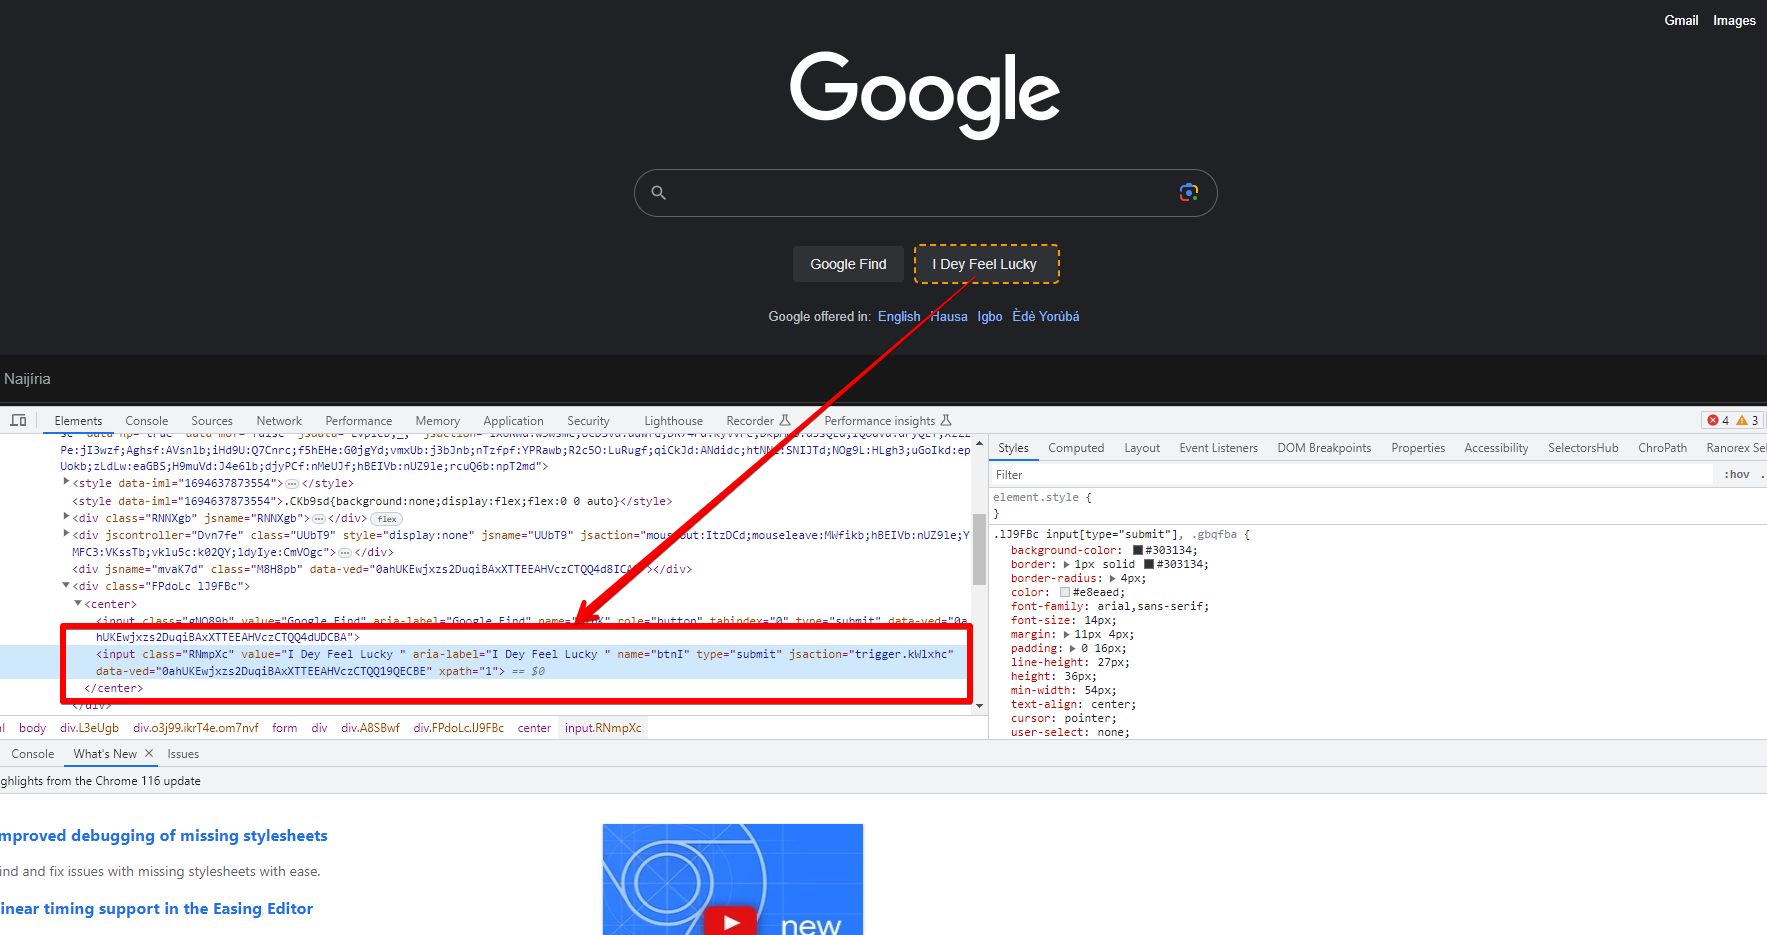 Gmail Images
Google
Google Find I Dey Feel Lucky
Google offered in: English Hausa Igbo Èdè Yorùbá
Naijíria
Elements Console Sources Network Performance Memory Application Security Lighthouse Recorder Performance insights 4 3
Pe:jI3wzf;Aghsf:AVsnlb;iHd9U:Q7Cnrc;f5hEHe:G0jgYd;vmxUb:j3bJnb;nTzfpf:YPRawb;R2c5O:LuRugf;qiCkJd:ANdidc;htNNz:SNIJTd;NOg9L:HLgh3;uGoIkd:ep
Uokb;zLdLw:eaGBS;H9muVd:J4e6lb;djyPCf:nMeUJf;hBEIVb:nUZ9le;rcuQ6b:npT2md">
<style data-iml="1694637873554">…</style>
<style data-iml="1694637873554">.CKb9sd{background:none;display:flex;flex:0 0 auto}</style>
<div class="RNNXgb" jsname="RNNXgb">…</div> flex
<div jscontroller="Dvn7fe" class="UUbT9" style="display:none" jsname="UUbT9" jsaction="mouseout:ItzDCd;mouseleave:MWfikb;hBEIVb:nUZ9le;Y
MFC3:VKssTb;vklu5c:k02QY;ldyIye:CmVOgc">…</div>
<div jsname="mvaK7d" class="M8H8pb" data-ved="0ahUKEwjxzs2DuqiBAxXTTEEAHVczCTQQ4d8ICA"></div>
<div class="FPdoLc lJ9FBc">
<center>
<input class="gNO89b" value="Google Find" aria-label="Google Find" name="btnK" role="button" tabindex="0" type="submit" data-ved="0a
hUKEwjxzs2DuqiBAxXTTEEAHVczCTQQ4dUDCBA">
<input class="RNmpXc" value="I Dey Feel Lucky " aria-label="I Dey Feel Lucky " name="btnI" type="submit" jsaction="trigger.kWlxhc"
data-ved="0ahUKEwjxzs2DuqiBAxXTTEEAHVczCTQQ19QECBE" xpath="1"> == $0
</center>
</div>
body div.L3eUgb div.o3j99.ikrT4e.om7nvf form div div.A8SBwf div.FPdoLc.lJ9FBc center input.RNmpXc
Styles Computed Layout Event Listeners DOM Breakpoints Properties Accessibility SelectorsHub ChroPath Ranorex Sel
Filter :hov .
element.style {
}
.lJ9FBc input[type="submit"], .gbqfba {
background-color: #303134;
border: 1px solid #303134;
border-radius: 4px;
color: #e8eaed;
font-family: arial,sans-serif;
font-size: 14px;
margin: 11px 4px;
padding: 0 16px;
line-height: 27px;
height: 36px;
min-width: 54px;
text-align: center;
cursor: pointer;
user-select: none;
Console What's New Issues
ghlights from the Chrome 116 update
mproved debugging of missing stylesheets
ind and fix issues with missing stylesheets with ease.
inear timing support in the Easing Editor
new